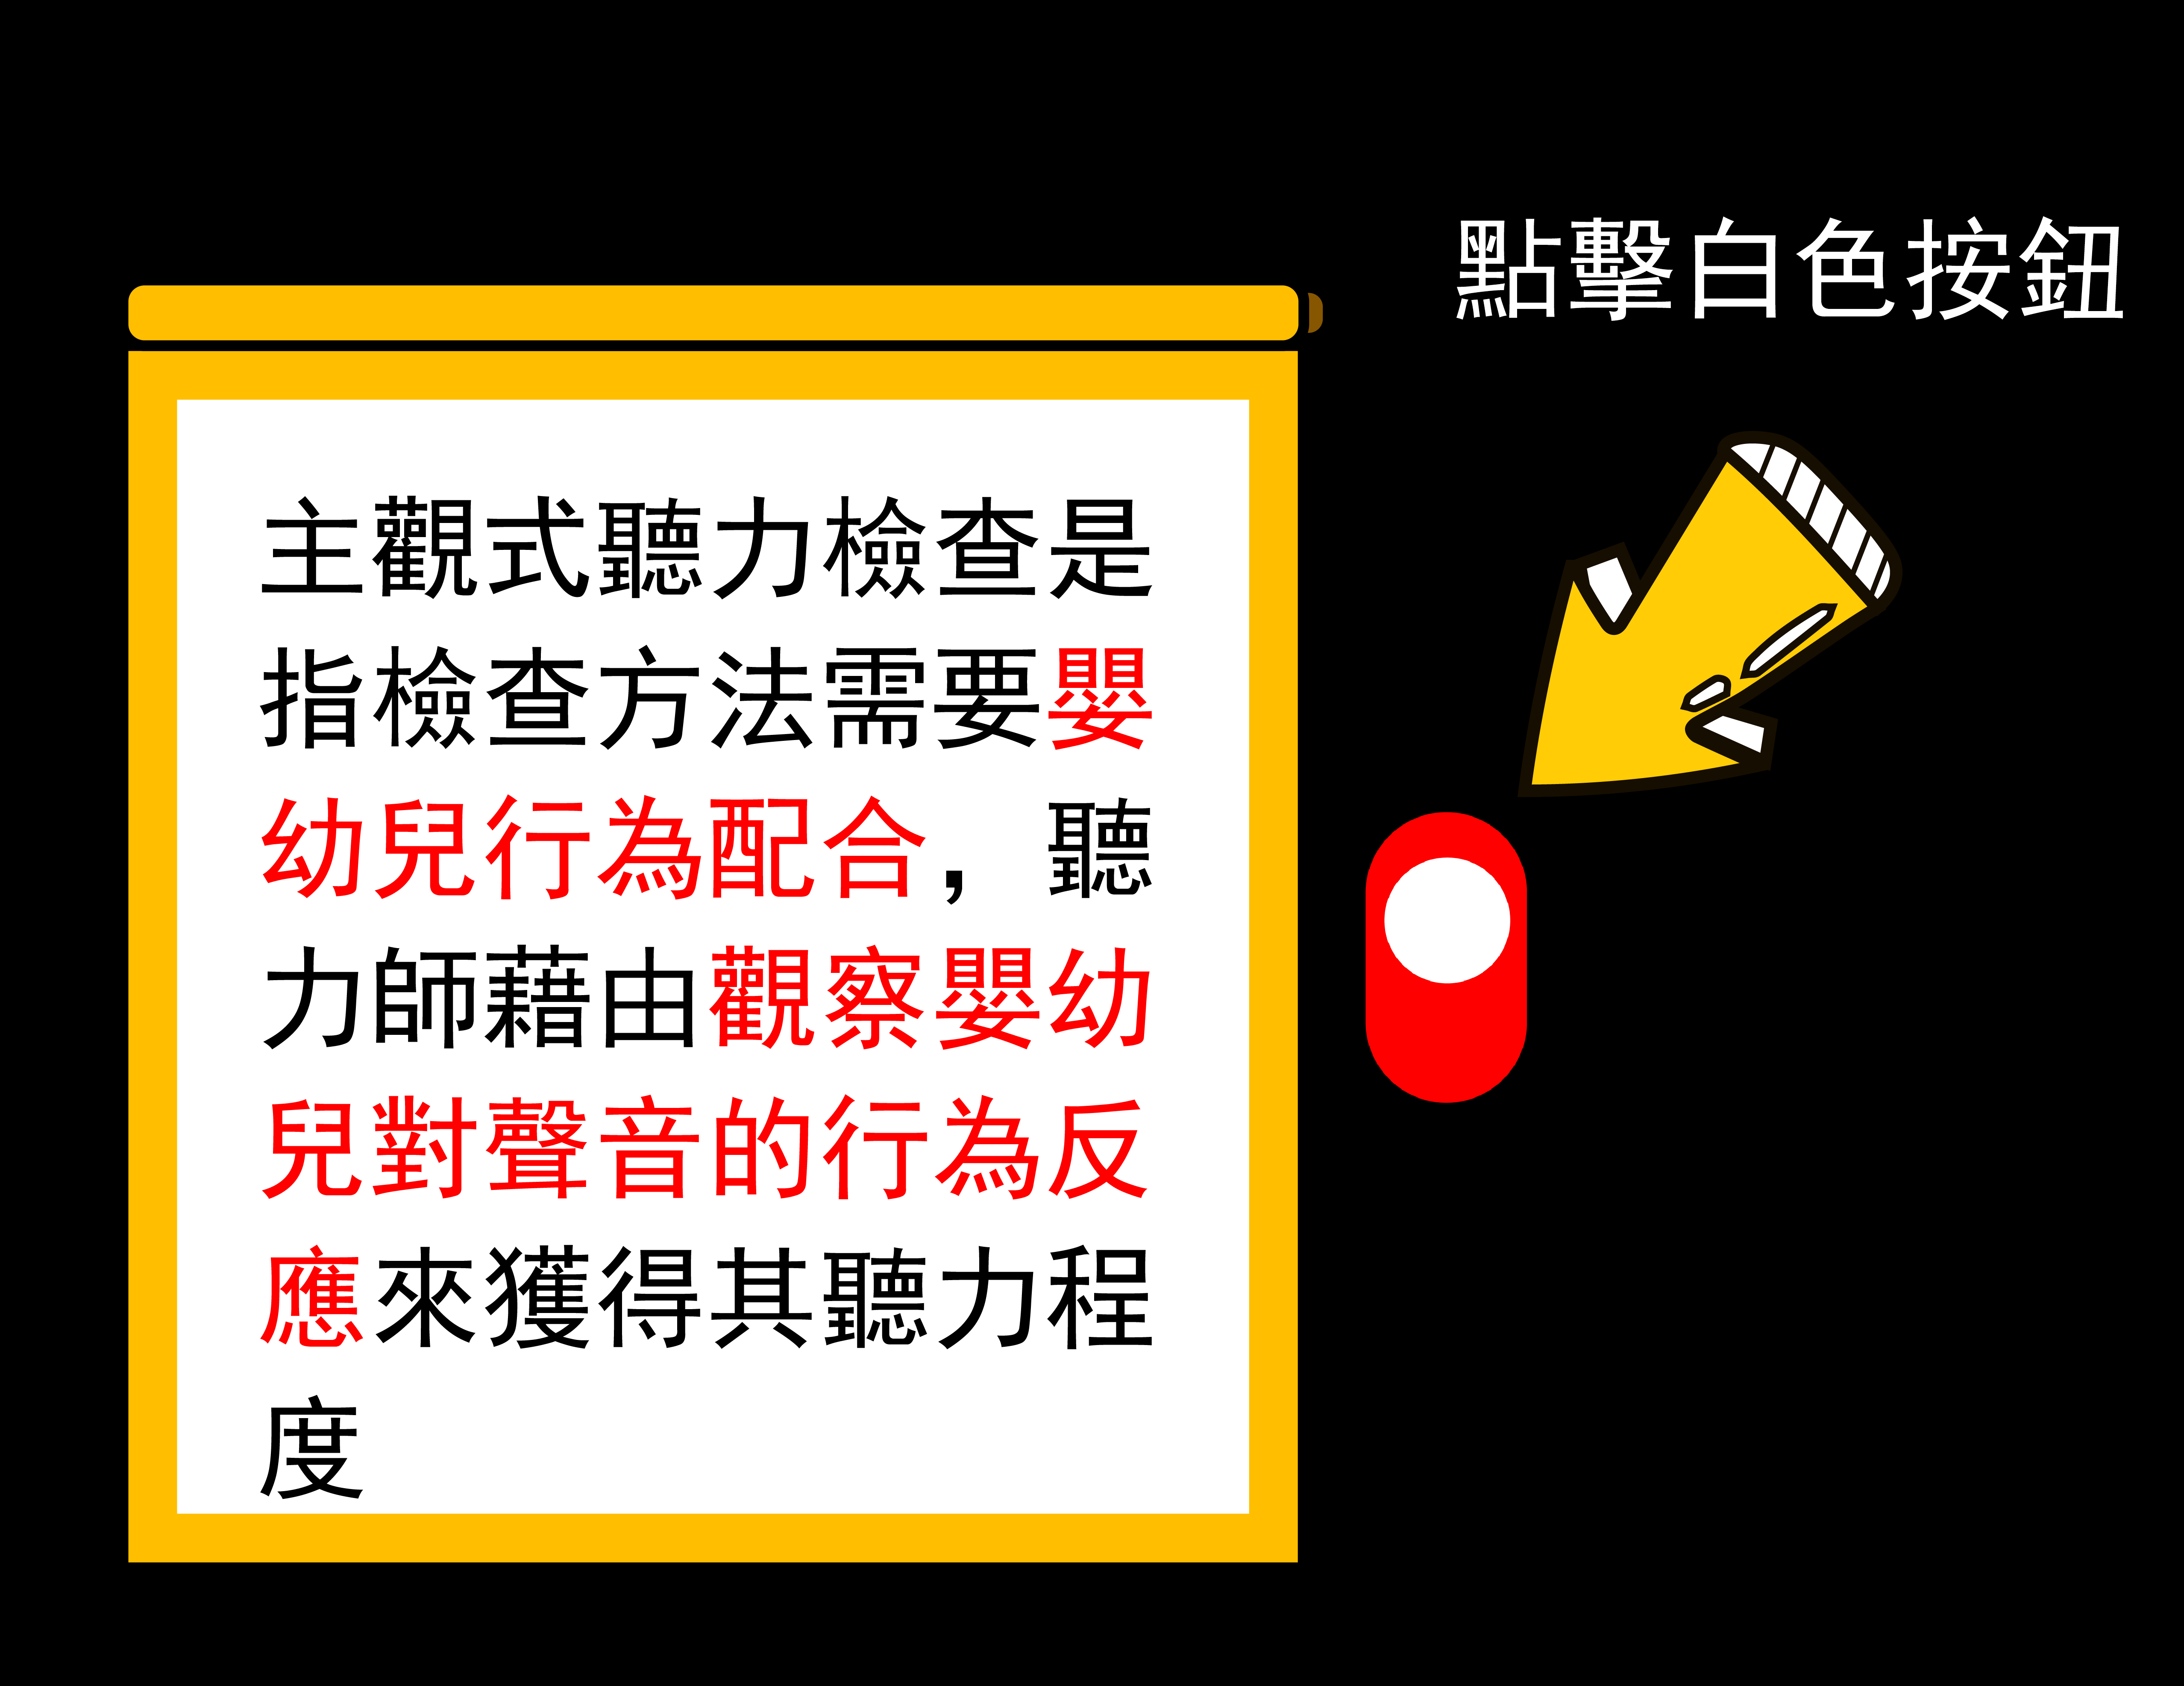 點擊白色按鈕
主觀式聽力檢查是
指檢查方法需要嬰
幼兒行為配合，聽
力師藉由觀察嬰幼
兒對聲音的行為反
應來獲得其聽力程
度